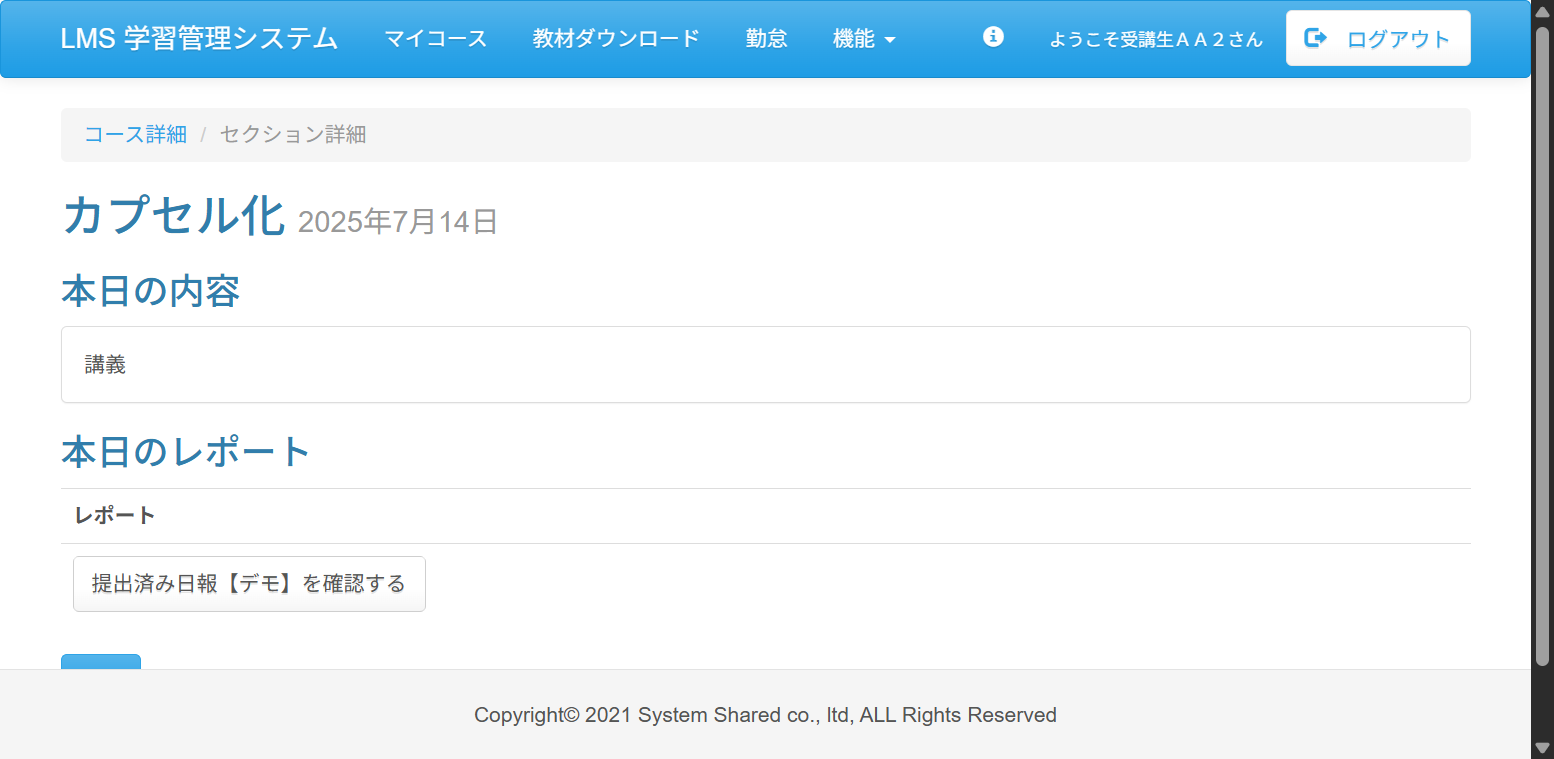 LMS 学習管理システム マイコース 教材ダウンロード 勤怠 機能 ようこそ受講生ＡＡ２さん ログアウト
コース詳細 / セクション詳細
カプセル化 2025年7月14日
本日の内容
講義
本日のレポート
レポート
提出済み日報【デモ】を確認する
Copyright© 2021 System Shared co., ltd, ALL Rights Reserved